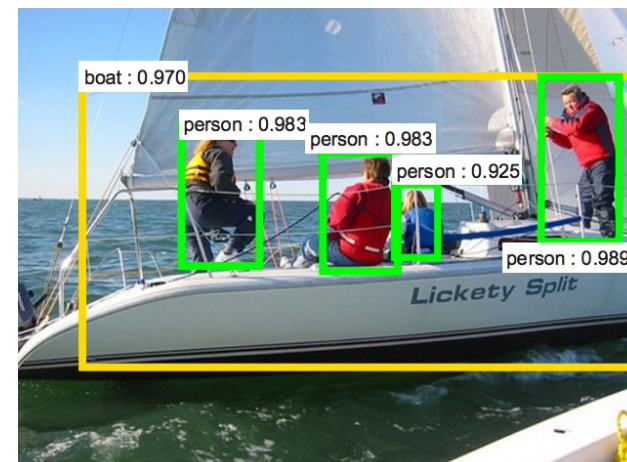 boat : 0.970
person : 0.983
person : 0.983
person : 0.925
person : 0.989
Lickety Split